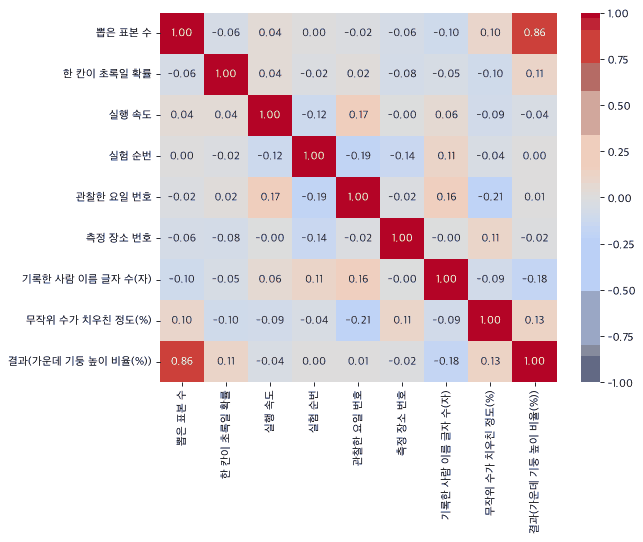 뽑은 표본 수 1.00 -0.06 0.04 0.00 -0.02 -0.06 -0.10 0.10 0.86
한 칸이 초록일 확률 -0.06 1.00 0.04 -0.02 0.02 -0.08 -0.05 -0.10 0.11
실행 속도 0.04 0.04 1.00 -0.12 0.17 -0.00 0.06 -0.09 -0.04
실험 순번 0.00 -0.02 -0.12 1.00 -0.19 -0.14 0.11 -0.04 0.00
관찰한 요일 번호 -0.02 0.02 0.17 -0.19 1.00 -0.02 0.16 -0.21 0.01
측정 장소 번호 -0.06 -0.08 -0.00 -0.14 -0.02 1.00 -0.00 0.11 -0.02
기록한 사람 이름 글자 수(자) -0.10 -0.05 0.06 0.11 0.16 -0.00 1.00 -0.09 -0.18
무작위 수가 치우친 정도(%) 0.10 -0.10 -0.09 -0.04 -0.21 0.11 -0.09 1.00 0.13
결과(가운데 기둥 높이 비율(%)) 0.86 0.11 -0.04 0.00 0.01 -0.02 -0.18 0.13 1.00
뽑은 표본 수
한 칸이 초록일 확률
실행 속도
실험 순번
관찰한 요일 번호
측정 장소 번호
기록한 사람 이름 글자 수(자)
무작위 수가 치우친 정도(%)
결과(가운데 기둥 높이 비율(%))
1.00
0.75
0.50
0.25
0.00
-0.25
-0.50
-0.75
-1.00